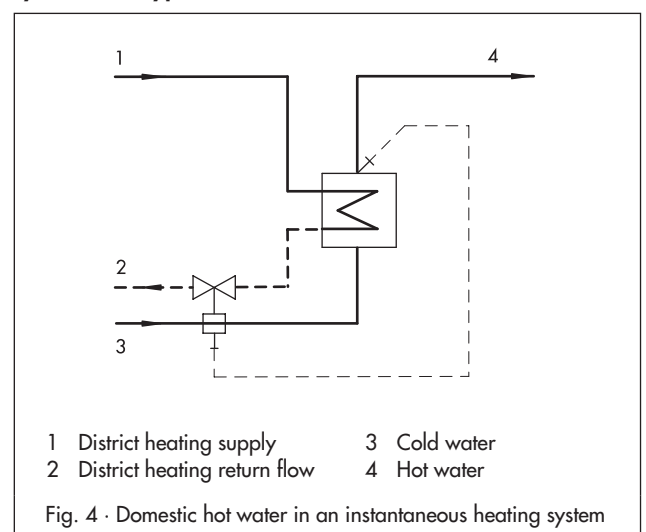 1
4
2
3
1 District heating supply
2 District heating return flow
3 Cold water
4 Hot water
Fig. 4 · Domestic hot water in an instantaneous heating system